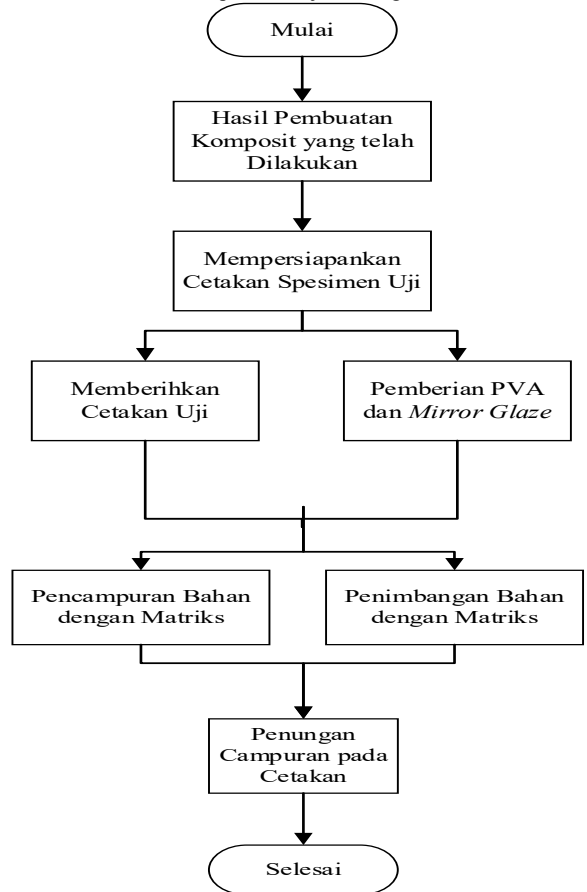 Mulai
Hasil Pembuatan
Komposit yang telah
Dilakukan
Mempersiapankan
Cetakan Spesimen Uji
Memberihkan
Cetakan Uji
Pemberian PVA
dan Mirror Glaze
Pencampuran Bahan
dengan Matriks
Penimbangan Bahan
dengan Matriks
Penungan
Campuran pada
Cetakan
Selesai